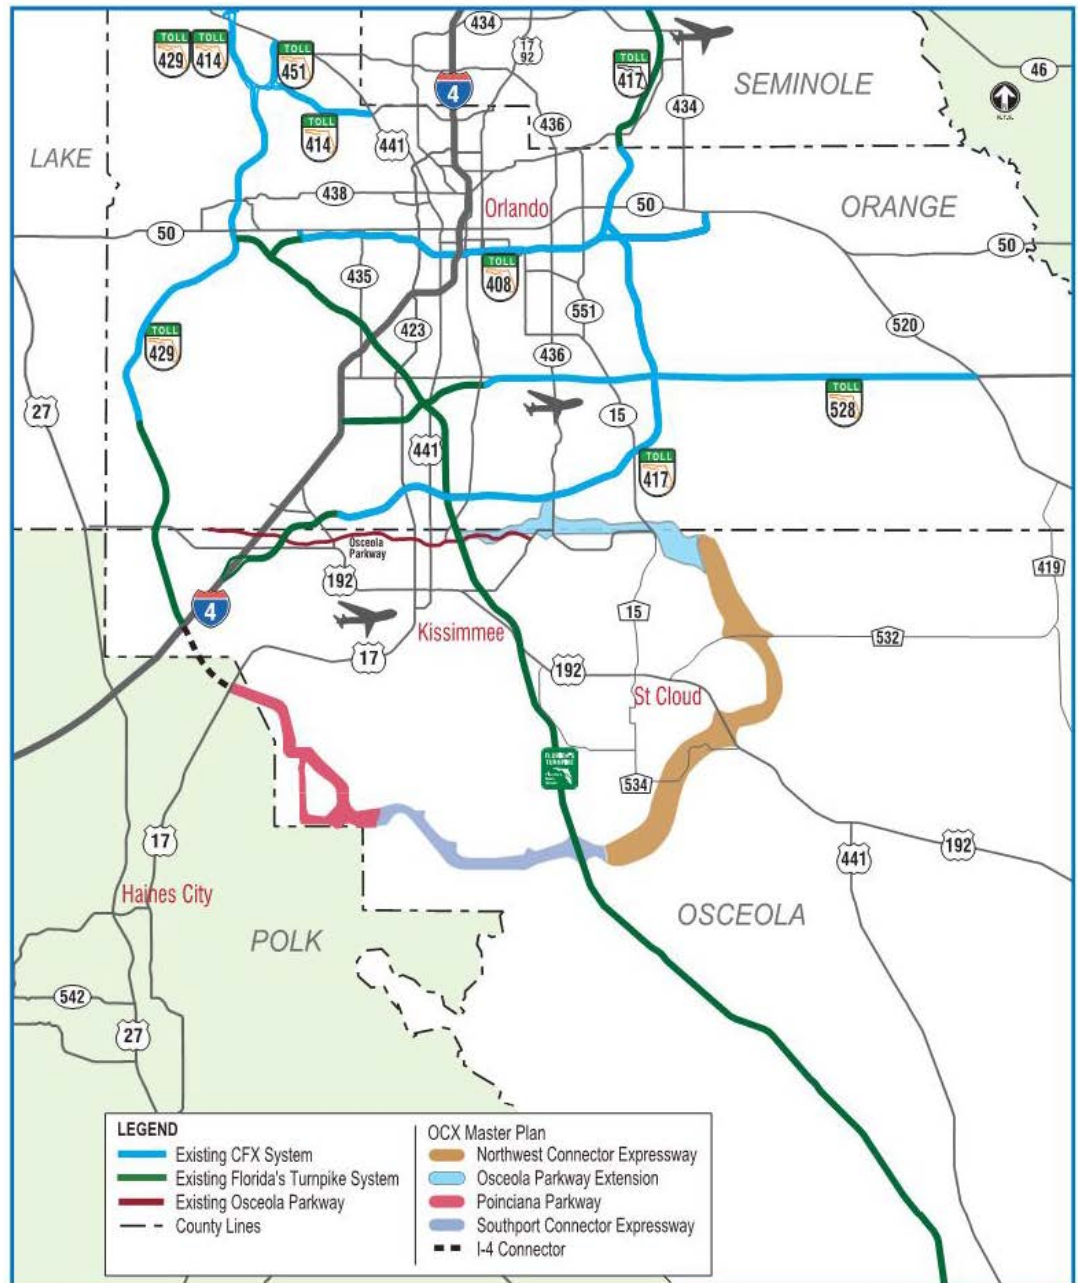 434
17
92
TOLL
429
TOLL
414
TOLL
451
TOLL
417
46
SEMINOLE
4
434
N.T.S.
TOLL
414
441
436
LAKE
438
Orlando
50
ORANGE
50
50
435
TOLL
408
551
423
520
TOLL
429
436
27
15
TOLL
528
441
TOLL
417
Osceola
Parkway
192
419
4
15
Kissimmee
532
17
192
St Cloud
FLORIDA'S
TURNPIKE
534
17
441
192
Haines City
OSCEOLA
POLK
542
27
LEGEND
Existing CFX System
Existing Florida's Turnpike System
Existing Osceola Parkway
County Lines
OCX Master Plan
Northwest Connector Expressway
Osceola Parkway Extension
Poinciana Parkway
Southport Connector Expressway
I-4 Connector